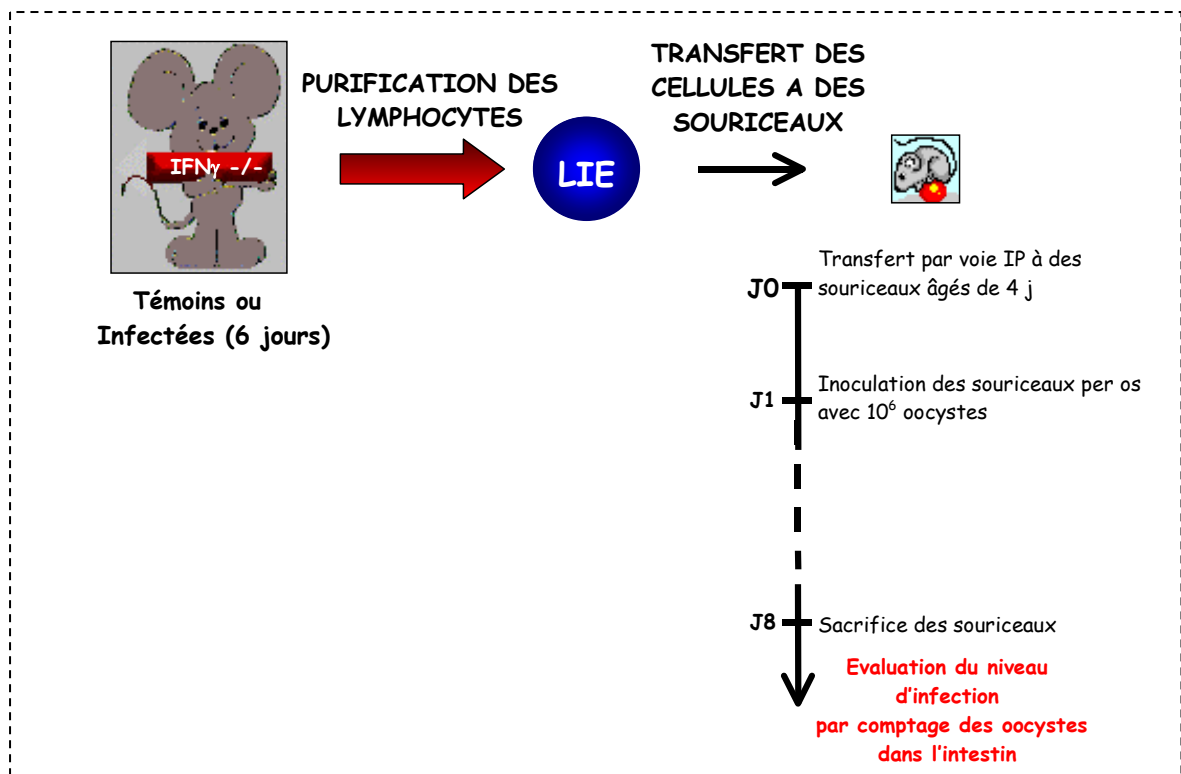 PURIFICATION DES
LYMPHOCYTES
TRANSFERT DES
CELLULES A DES
SOURICEAUX
IFNγ -/-
LIE
Témoins ou
Infectées (6 jours)
J0
Transfert par voie IP à des
souriceaux âgés de 4 j
J1
Inoculation des souriceaux per os
avec 10⁶ oocystes
J8
Sacrifice des souriceaux
Evaluation du niveau
d'infection
par comptage des oocystes
dans l'intestin